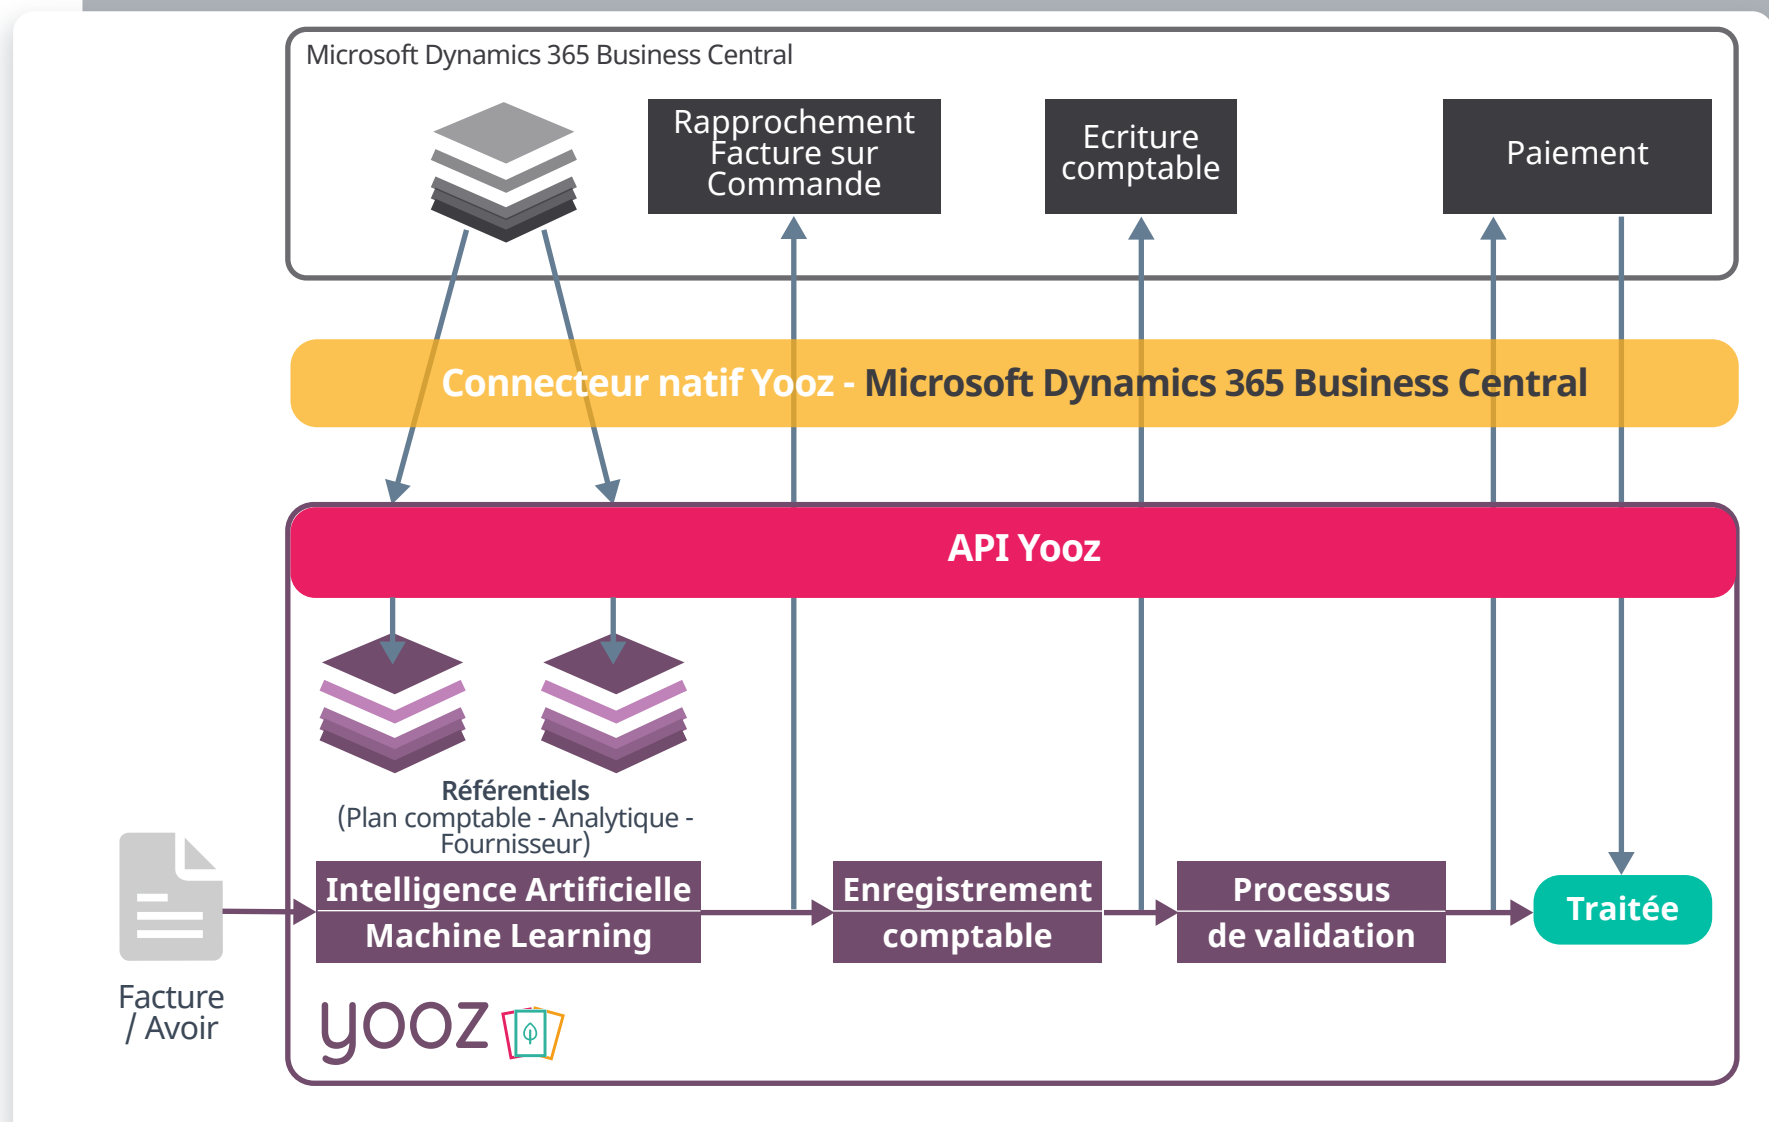 Microsoft Dynamics 365 Business Central
Rapprochement
Facture sur
Commande
Ecriture
comptable
Paiement
Connecteur natif Yooz - Microsoft Dynamics 365 Business Central
API Yooz
Référentiels
(Plan comptable - Analytique -
Fournisseur)
Intelligence Artificielle
Machine Learning
Enregistrement
comptable
Processus
de validation
Traitée
Facture
/ Avoir
yooz